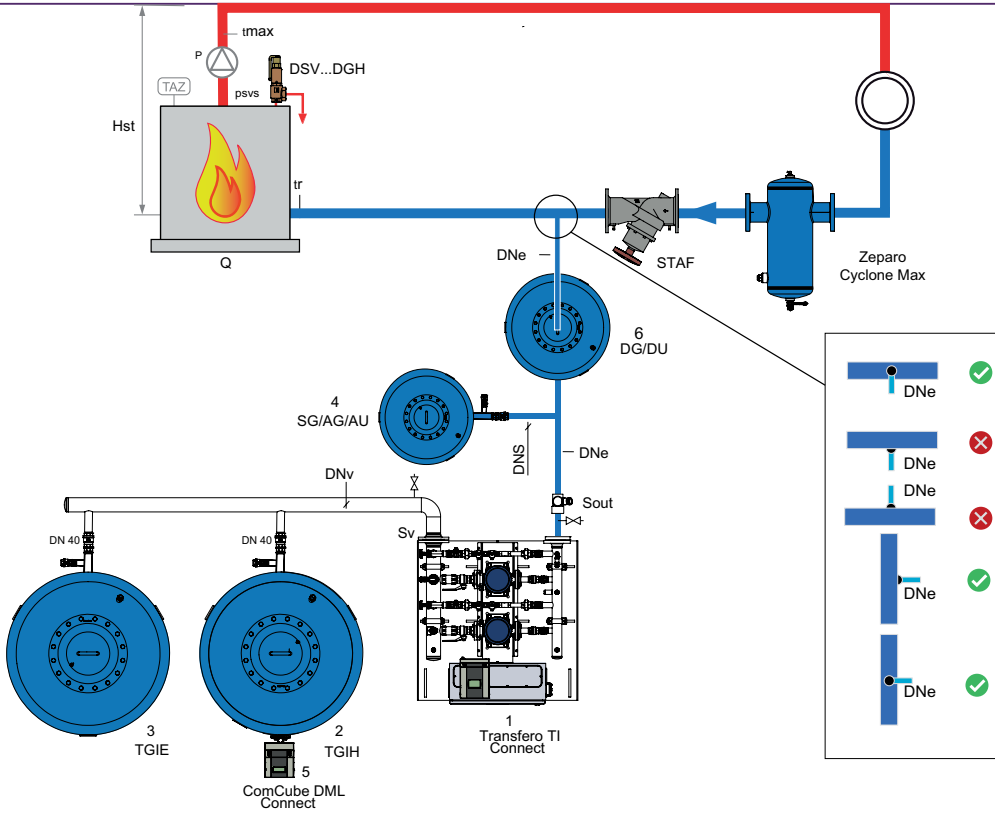 tmax
P
DSV...DGH
TAZ
psvs
Hst
tr
Q
DNe
STAF
Zeparo
Cyclone Max
6
DG/DU
4
SG/AG/AU
DNS
DNe
DNv
Sout
Sv
DN 40
DN 40
3
TGIE
2
TGIH
5
ComCube DML
Connect
1
Transfero TI
Connect
DNe
DNe
DNe
DNe
DNe